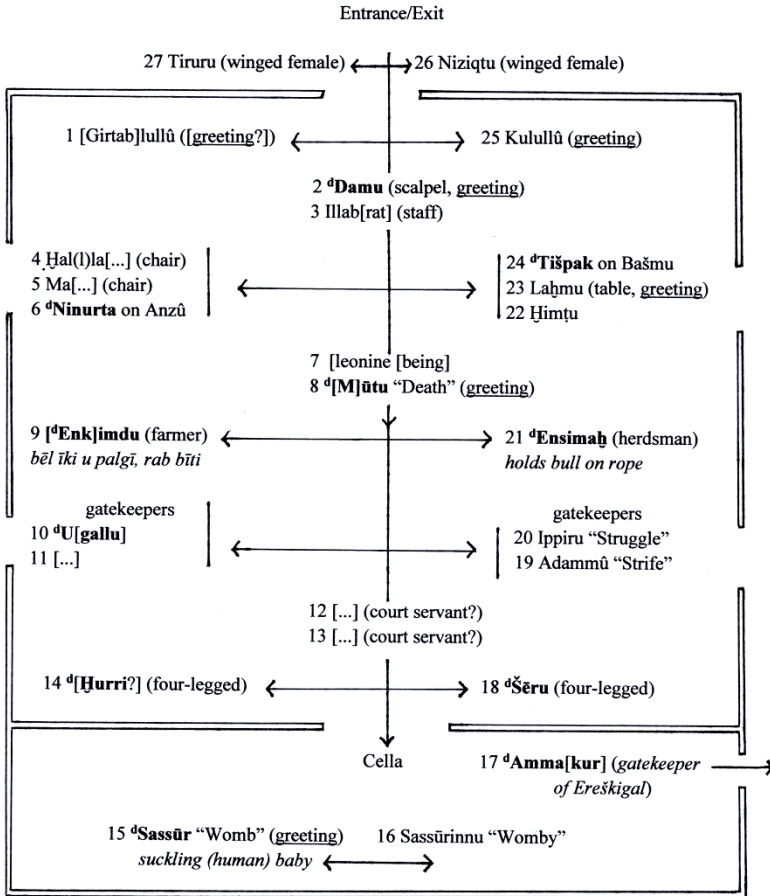 Entrance/Exit
27 Tiruru (winged female) 26 Niziqtu (winged female)
1 [Girtab]lullû ([greeting?]) 25 Kulullû (greeting)
2 ᵈDamu (scalpel, greeting)
3 Illab[rat] (staff)
4 Ḫal(l)la[...] (chair)
5 Ma[...] (chair)
6 ᵈNinurta on Anzû
24 ᵈTišpak on Bašmu
23 Laḫmu (table, greeting)
22 Ḫimṭu
7 [leonine [being]
8 ᵈ[M]ūtu “Death” (greeting)
9 [ᵈEnk]imdu (farmer)
bēl īki u palgī, rab bīti
21 ᵈEnsimaḫ (herdsman)
holds bull on rope
gatekeepers
10 ᵈU[gallu]
11 [...]
gatekeepers
20 Ippiru “Struggle”
19 Adammû “Strife”
12 [...] (court servant?)
13 [...] (court servant?)
14 ᵈ[Ḫurri?] (four-legged) 18 ᵈŠēru (four-legged)
Cella
17 ᵈAmma[kur] (gatekeeper
of Ereškigal)
15 ᵈSassūr “Womb” (greeting)
suckling (human) baby
16 Sassūrinnu “Womby”